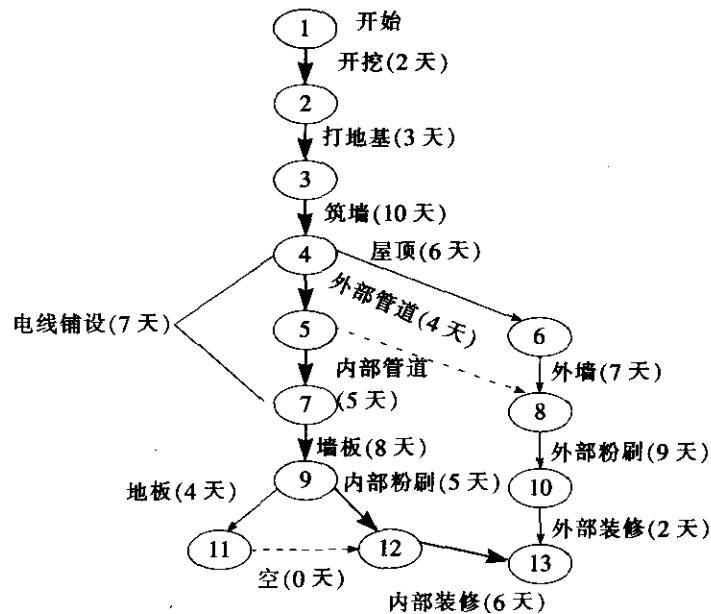 1 开始
开挖(2 天)
2
打地基(3 天)
3
筑墙(10 天)
4 屋顶(6 天)
外部管道(4 天)
电线铺设(7 天)
5
6
内部管道
(5 天)
外墙(7 天)
7
8
墙板(8 天)
外部粉刷(9 天)
9 内部粉刷(5 天)
10
地板(4 天)
外部装修(2 天)
11
12
13
空(0 天)
内部装修(6 天)